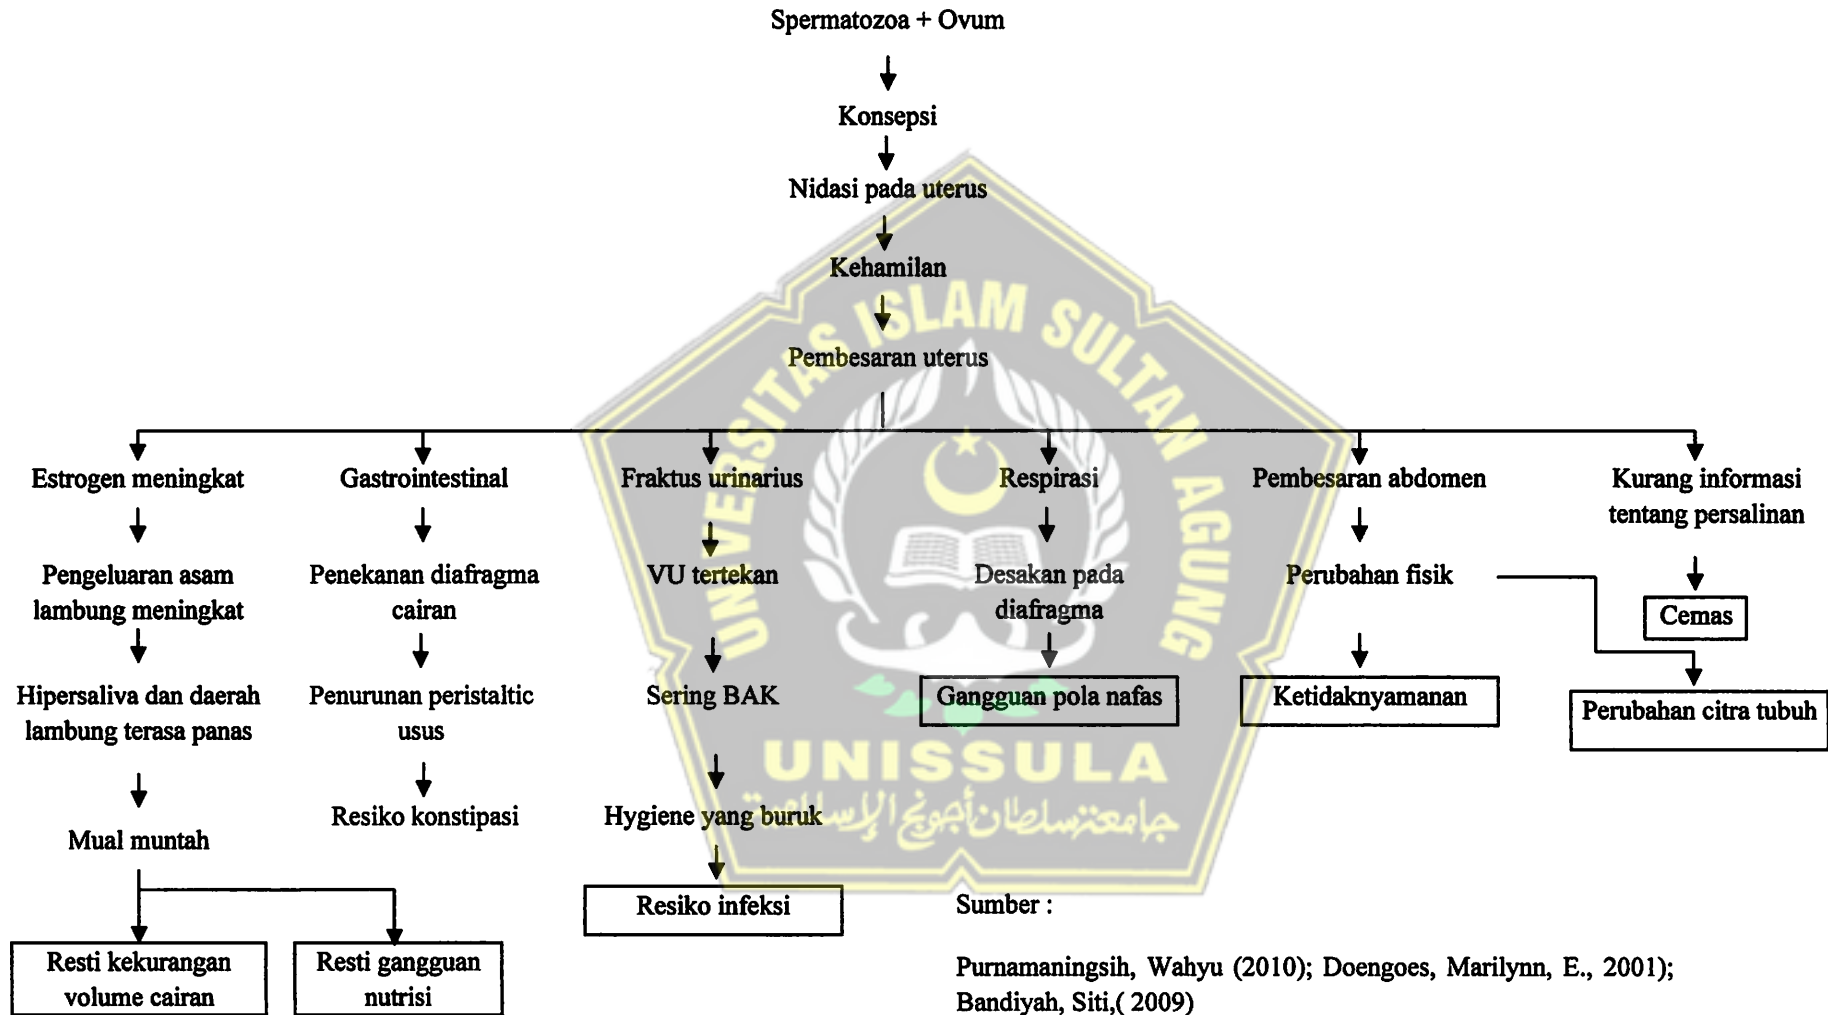 Spermatozoa + Ovum
Konsepsi
Nidasi pada uterus
Kehamilan
Pembesaran uterus
Estrogen meningkat
Gastrointestinal
Fraktus urinarius
Respirasi
Pembesaran abdomen
Kurang informasi
tentang persalinan
Pengeluaran asam
lambung meningkat
Penekanan diafragma
cairan
VU tertekan
Desakan pada
diafragma
Perubahan fisik
Cemas
Hipersaliva dan daerah
lambung terasa panas
Penurunan peristaltic
usus
Sering BAK
Gangguan pola nafas
Ketidaknyamanan
Perubahan citra tubuh
Mual muntah
Resiko konstipasi
Hygiene yang buruk
Resiko infeksi
Resti kekurangan
volume cairan
Resti gangguan
nutrisi
Sumber :
Purnamaningsih, Wahyu (2010); Doengoes, Marilynn, E., 2001);
Bandiyah, Siti,( 2009)
UNIVERSITAS ISLAM SULTAN AGUNG
UNISSULA
جامعة سلطان أجونج الإسلامية